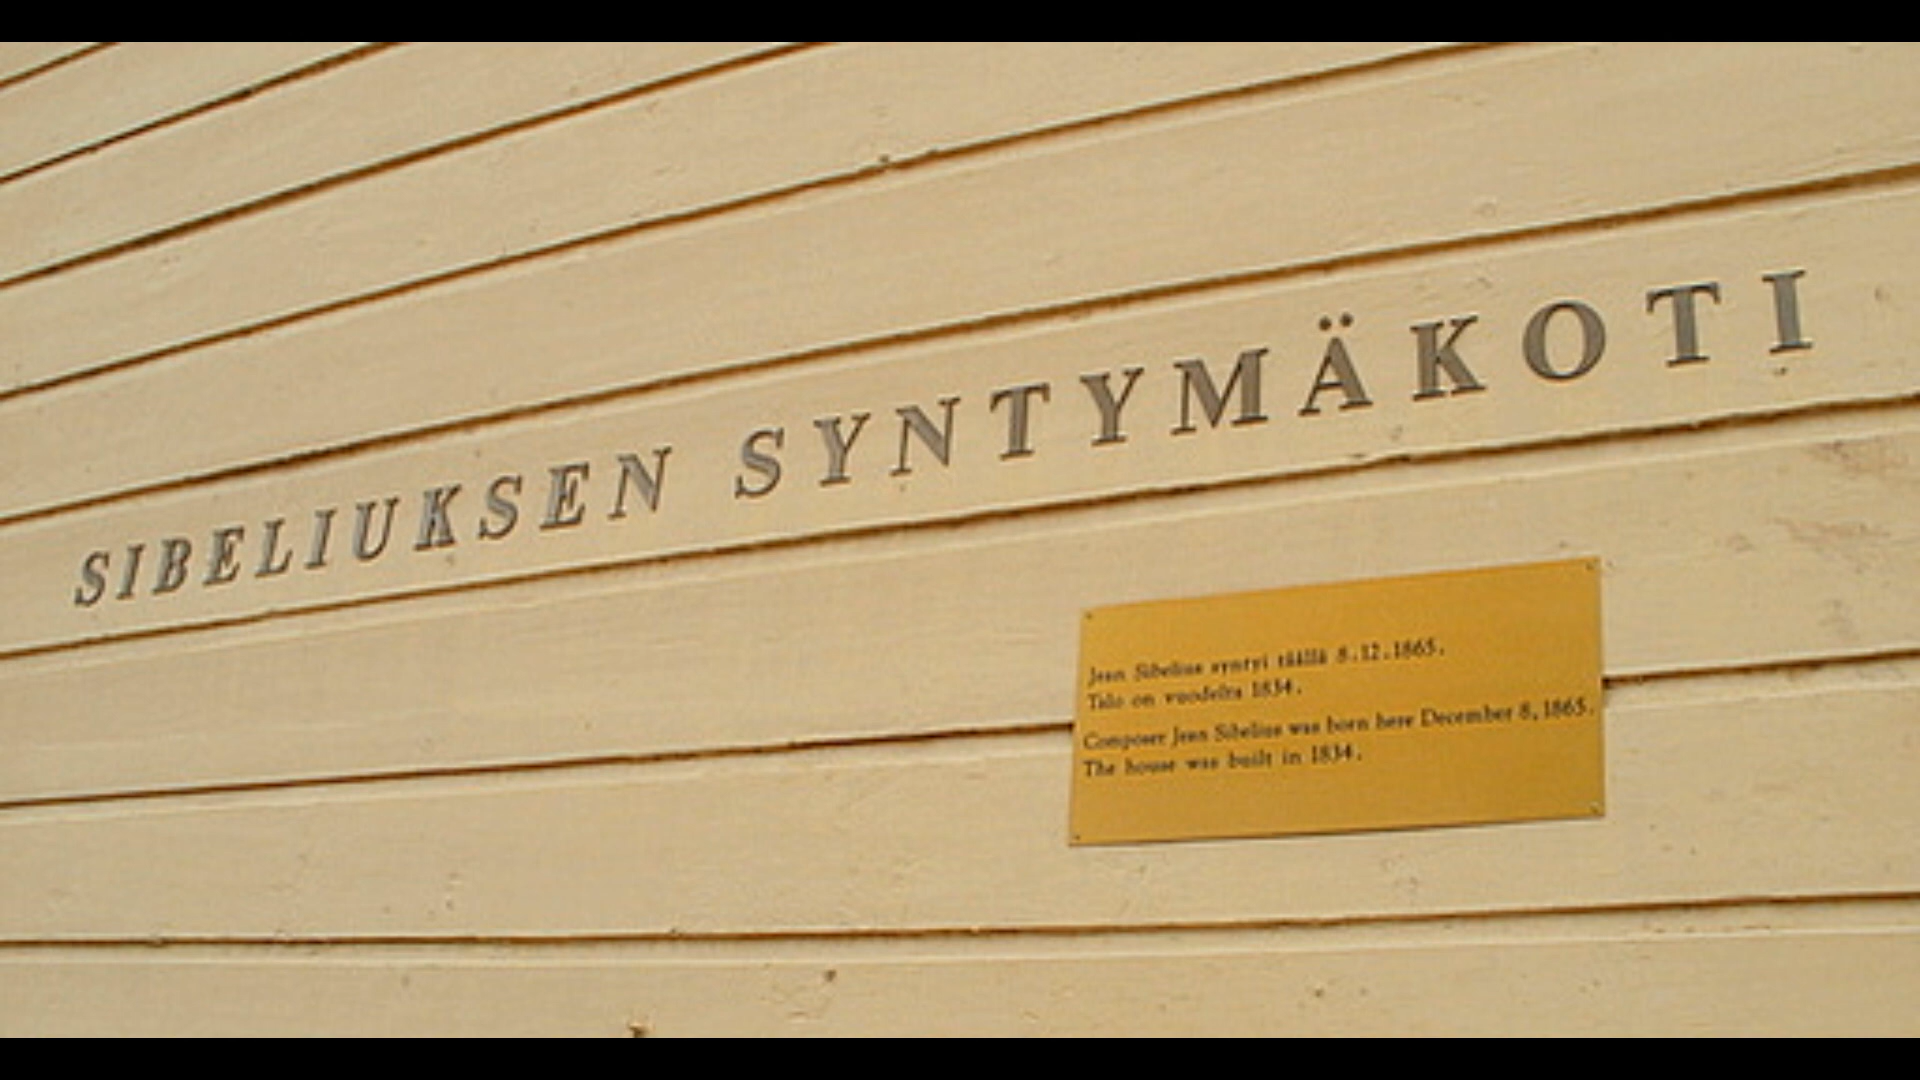 SIBELIUKSEN SYNTYMÄKOTI
Jean Sibelius syntyi täällä 8.12.1865.
Talo on vuodelta 1834.
Composer Jean Sibelius was born here December 8, 1865.
The house was built in 1834.